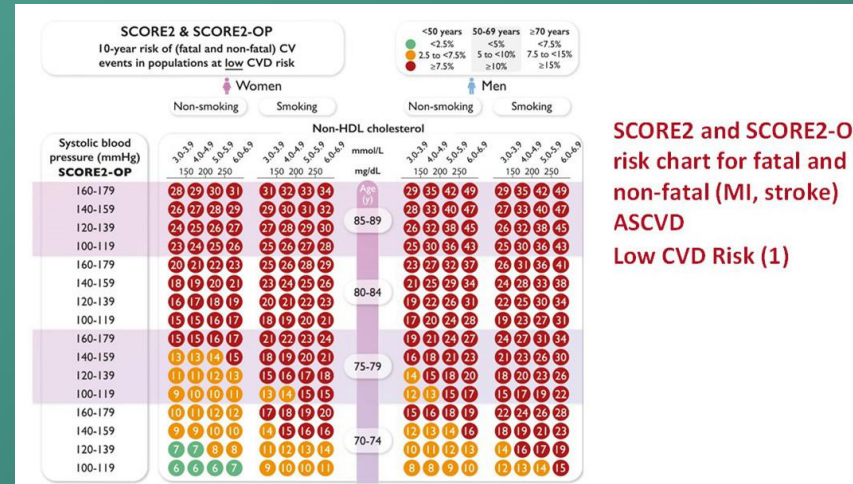 SCORE2 & SCORE2-OP
10-year risk of (fatal and non-fatal) CV
events in populations at low CVD risk
<50 years 50-69 years ≥70 years
<2.5% <5% <7.5%
2.5 to <7.5% 5 to <10% 7.5 to <15%
≥7.5% ≥10% ≥15%
Women Men
Non-smoking Smoking Non-smoking Smoking
Non-HDL cholesterol
Systolic blood
pressure (mmHg)
SCORE2-OP
3.0-3.9 4.0-4.9 5.0-5.9 6.0-6.9 3.0-3.9 4.0-4.9 5.0-5.9 6.0-6.9 mmol/L 3.0-3.9 4.0-4.9 5.0-5.9 6.0-6.9 3.0-3.9 4.0-4.9 5.0-5.9 6.0-6.9
150 200 250 150 200 250 mg/dL 150 200 250 150 200 250
Age
(y)
160-179 28 29 30 31 31 32 33 34 29 35 42 49 29 35 42 49
140-159 26 27 28 29 29 30 31 32 28 33 40 47 27 33 40 47
85-89
120-139 24 25 26 27 27 28 29 30 26 32 38 45 26 32 38 45
100-119 23 24 25 26 25 26 27 28 25 30 36 43 25 30 36 43
160-179 20 21 22 23 25 26 28 29 23 27 32 37 26 31 36 41
140-159 18 19 20 21 23 24 25 26 21 25 29 34 24 28 33 38
80-84
120-139 16 17 18 19 20 21 22 23 19 22 26 31 22 25 30 34
100-119 15 15 16 17 18 19 20 21 17 20 24 28 19 23 27 31
160-179 15 15 16 17 21 22 23 24 19 21 24 27 24 27 31 34
140-159 13 13 14 15 18 19 20 21 16 18 21 23 21 23 26 30
75-79
120-139 11 11 12 13 15 16 17 18 14 15 18 20 18 20 23 26
100-119 9 10 10 11 13 14 15 15 12 13 15 17 15 17 19 22
160-179 10 11 12 12 17 18 19 20 15 16 18 19 22 24 26 28
140-159 9 9 10 10 14 15 16 16 12 13 14 16 18 19 21 23
70-74
120-139 7 7 8 8 11 12 13 14 10 11 12 13 14 16 17 19
100-119 6 6 6 7 9 10 10 11 8 8 9 10 12 13 14 15
SCORE2 and SCORE2-O
risk chart for fatal and
non-fatal (MI, stroke)
ASCVD
Low CVD Risk (1)